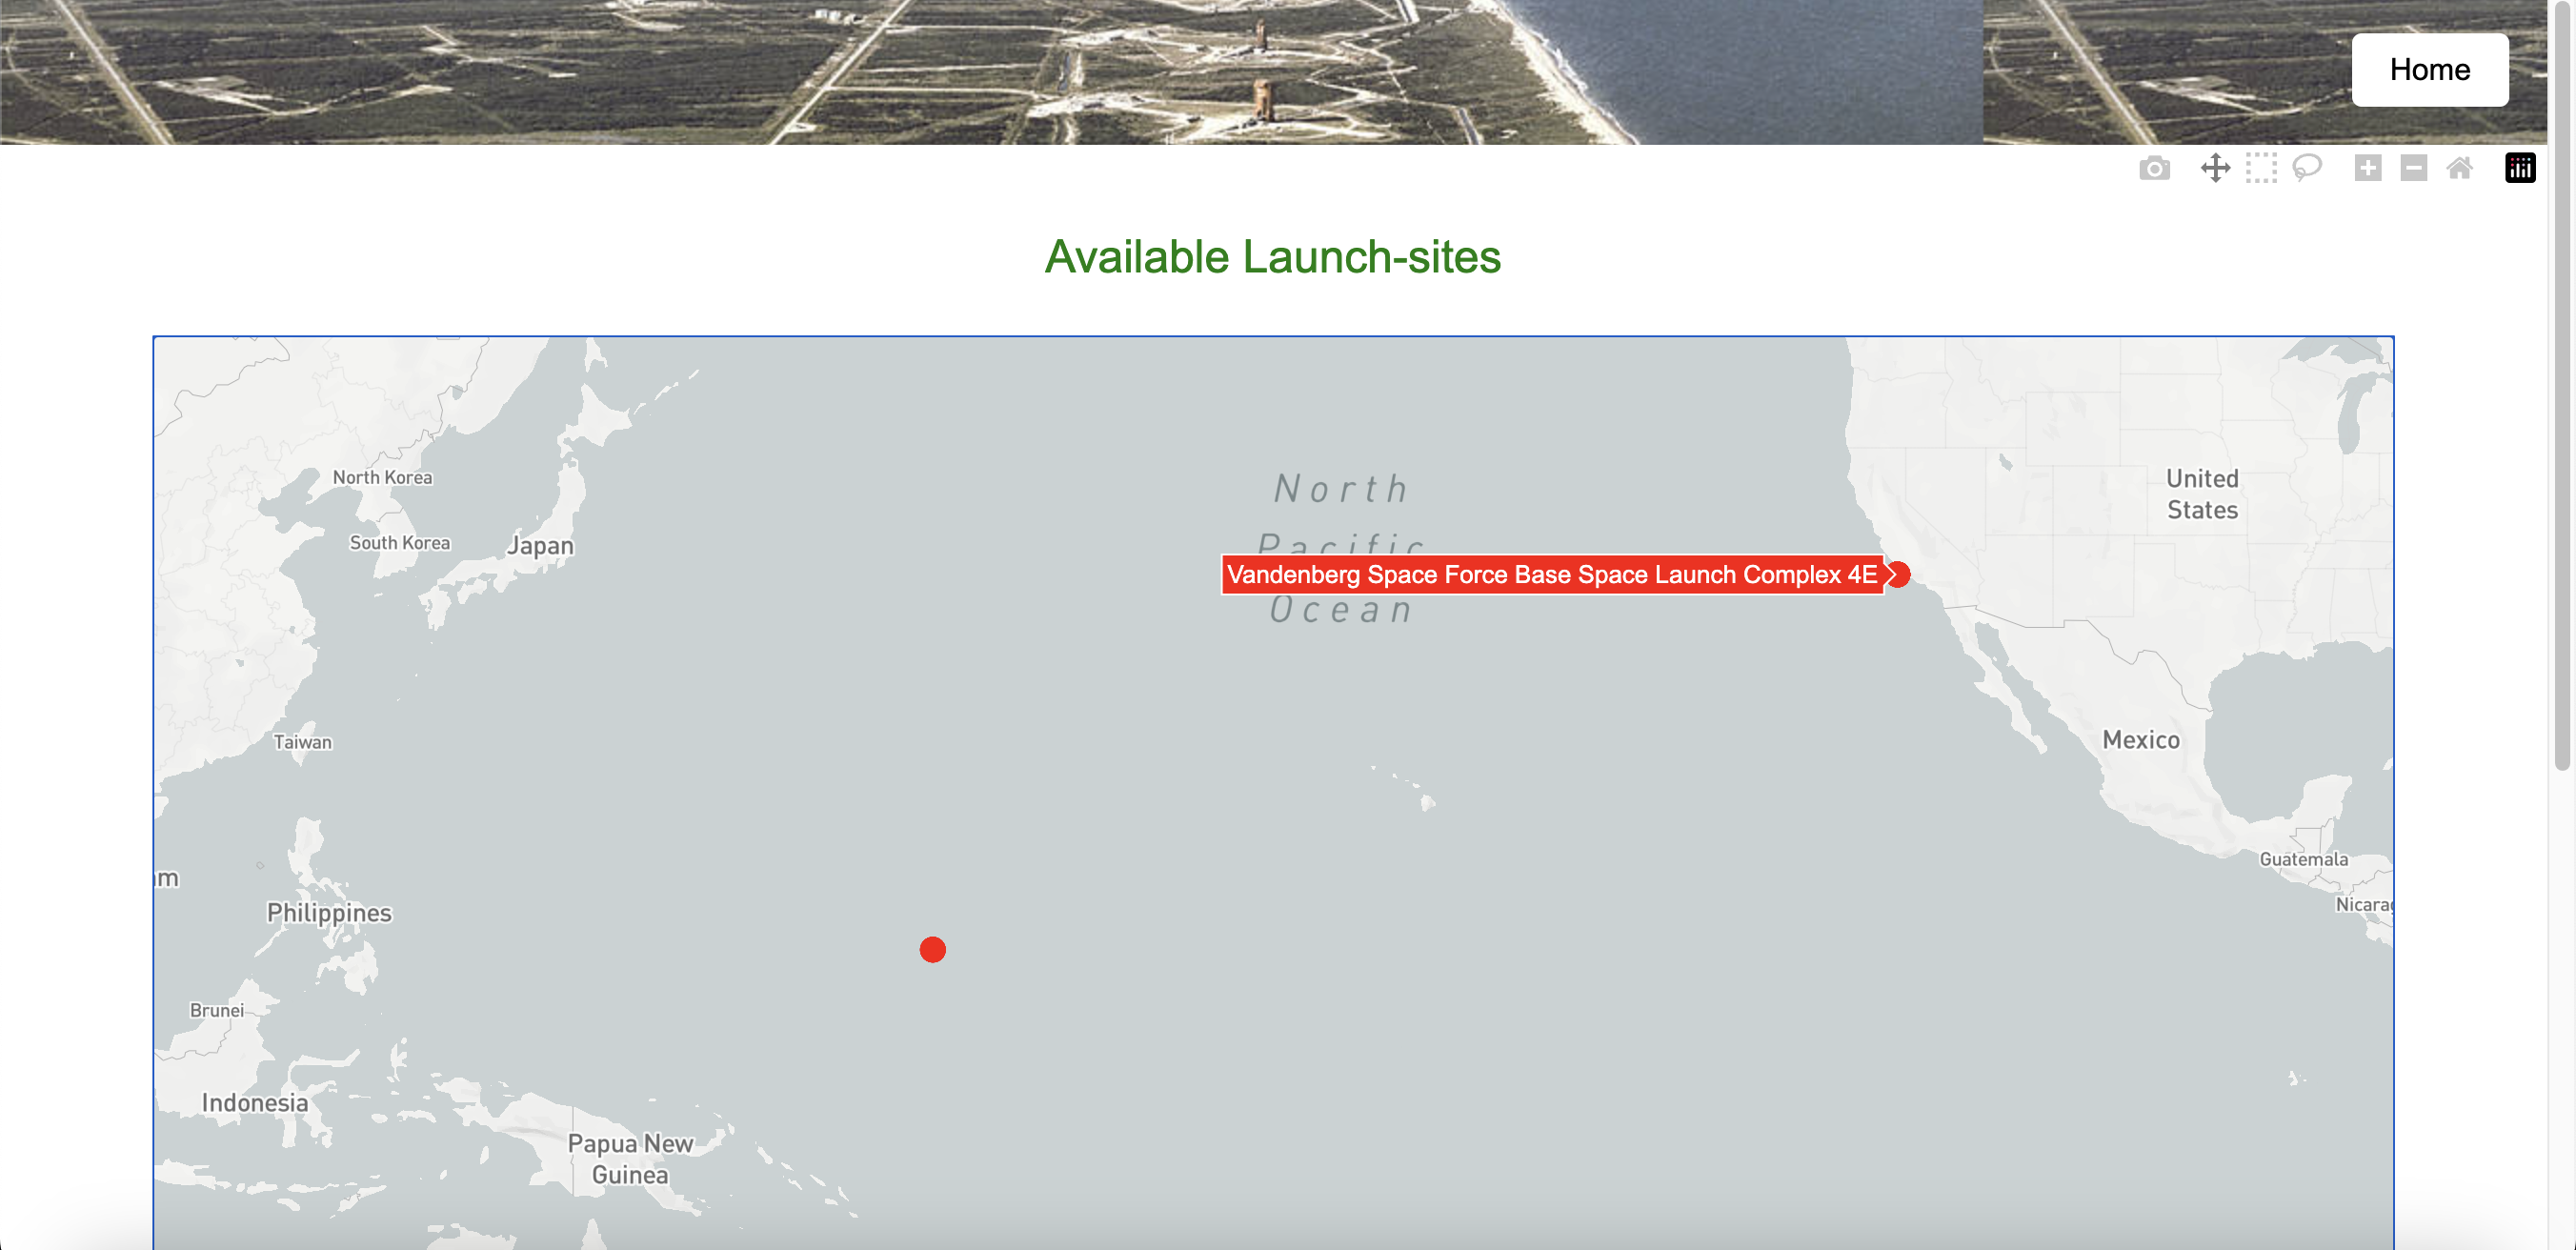 Home
Available Launch-sites
North
Pacific
Ocean
Vandenberg Space Force Base Space Launch Complex 4E
United
States
North Korea
South Korea
Japan
Taiwan
Mexico
Guatemala
Philippines
Brunei
Indonesia
Papua New
Guinea